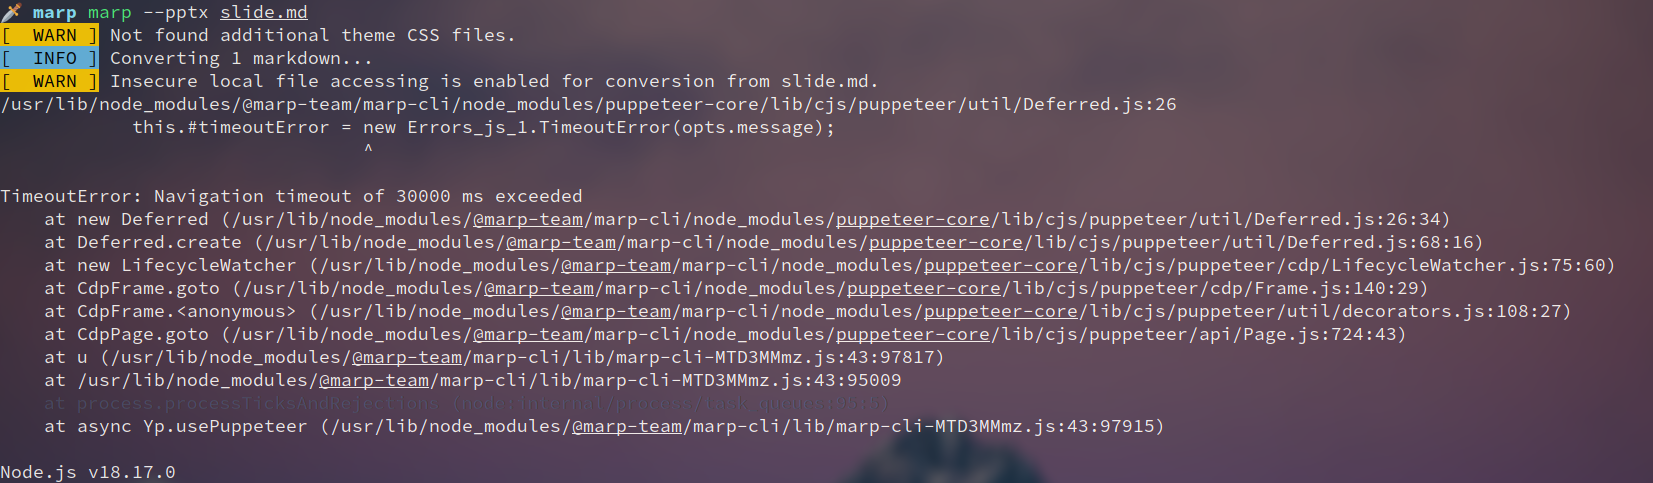 marp marp --pptx slide.md
[  WARN ] Not found additional theme CSS files.
[  INFO ] Converting 1 markdown...
[  WARN ] Insecure local file accessing is enabled for conversion from slide.md.
/usr/lib/node_modules/@marp-team/marp-cli/node_modules/puppeteer-core/lib/cjs/puppeteer/util/Deferred.js:26
            this.#timeoutError = new Errors_js_1.TimeoutError(opts.message);
                                 ^
TimeoutError: Navigation timeout of 30000 ms exceeded
    at new Deferred (/usr/lib/node_modules/@marp-team/marp-cli/node_modules/puppeteer-core/lib/cjs/puppeteer/util/Deferred.js:26:34)
    at Deferred.create (/usr/lib/node_modules/@marp-team/marp-cli/node_modules/puppeteer-core/lib/cjs/puppeteer/util/Deferred.js:68:16)
    at new LifecycleWatcher (/usr/lib/node_modules/@marp-team/marp-cli/node_modules/puppeteer-core/lib/cjs/puppeteer/cdp/LifecycleWatcher.js:75:60)
    at CdpFrame.goto (/usr/lib/node_modules/@marp-team/marp-cli/node_modules/puppeteer-core/lib/cjs/puppeteer/cdp/Frame.js:140:29)
    at CdpFrame.<anonymous> (/usr/lib/node_modules/@marp-team/marp-cli/node_modules/puppeteer-core/lib/cjs/puppeteer/util/decorators.js:108:27)
    at CdpPage.goto (/usr/lib/node_modules/@marp-team/marp-cli/node_modules/puppeteer-core/lib/cjs/puppeteer/api/Page.js:724:43)
    at u (/usr/lib/node_modules/@marp-team/marp-cli/lib/marp-cli-MTD3MMmz.js:43:97817)
    at /usr/lib/node_modules/@marp-team/marp-cli/lib/marp-cli-MTD3MMmz.js:43:95009
    at process.processTicksAndRejections (node:internal/process/task_queues:95:5)
    at async Yp.usePuppeteer (/usr/lib/node_modules/@marp-team/marp-cli/lib/marp-cli-MTD3MMmz.js:43:97915)
Node.js v18.17.0